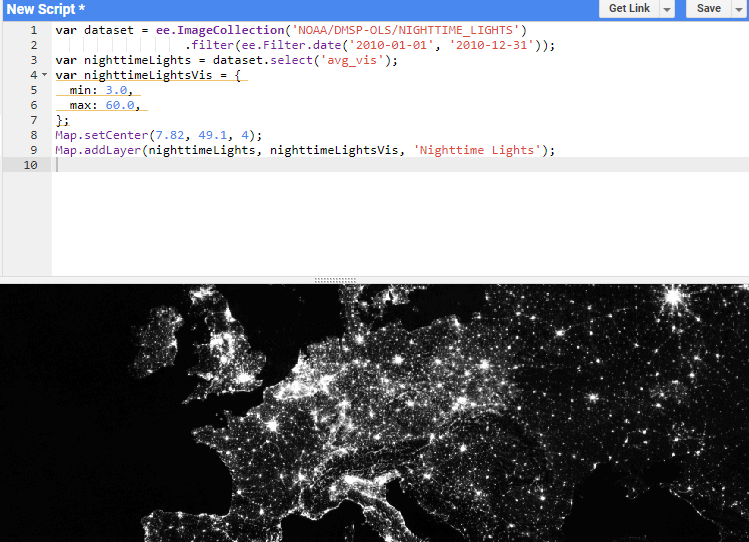 New Script *
Get Link
Save
1 var dataset = ee.ImageCollection('NOAA/DMSP-OLS/NIGHTTIME_LIGHTS')
2 .filter(ee.Filter.date('2010-01-01', '2010-12-31'));
3 var nighttimeLights = dataset.select('avg_vis');
4 var nighttimeLightsVis = {
5 min: 3.0,
6 max: 60.0,
7 };
8 Map.setCenter(7.82, 49.1, 4);
9 Map.addLayer(nighttimeLights, nighttimeLightsVis, 'Nighttime Lights');
10